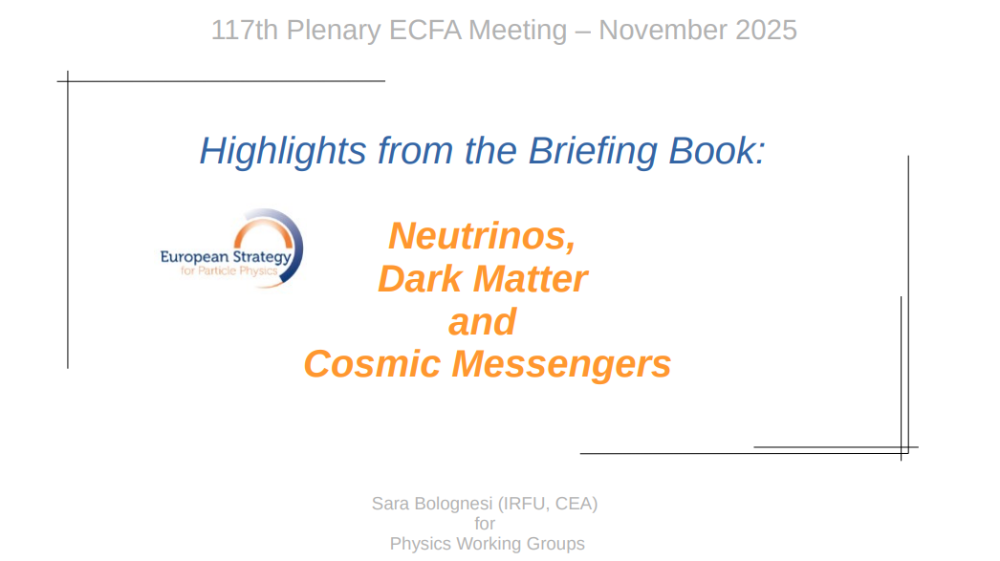 117th Plenary ECFA Meeting – November 2025
Highlights from the Briefing Book:
European Strategy
for Particle Physics
Neutrinos,
Dark Matter
and
Cosmic Messengers
Sara Bolognesi (IRFU, CEA)
for
Physics Working Groups